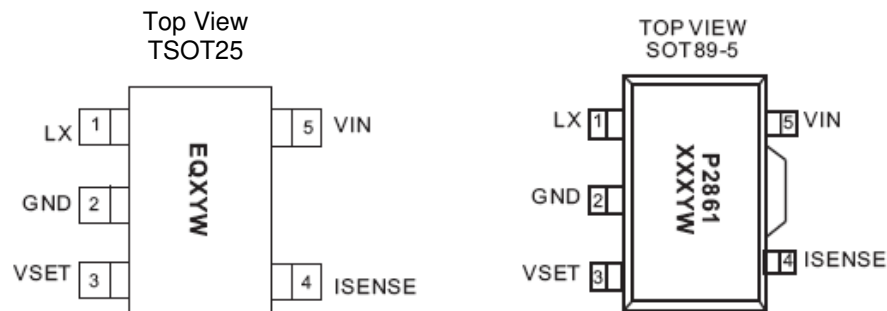 Top View
TSOT25
LX 1
5 VIN
GND 2
EQXYW
VSET 3
4 ISENSE
TOP VIEW
SOT89-5
LX 1
5 VIN
GND 2
P2861
XXXYW
VSET 3
4 ISENSE